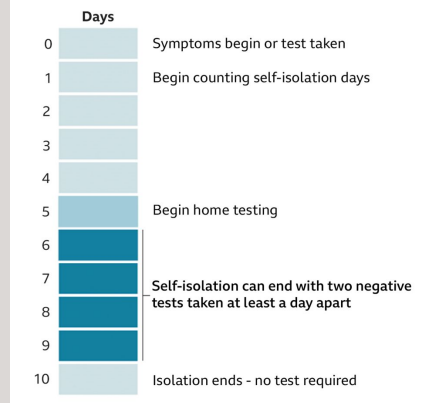 Days
0 Symptoms begin or test taken
1 Begin counting self-isolation days
2
3
4
5 Begin home testing
6
7 Self-isolation can end with two negative
8 tests taken at least a day apart
9
10 Isolation ends - no test required